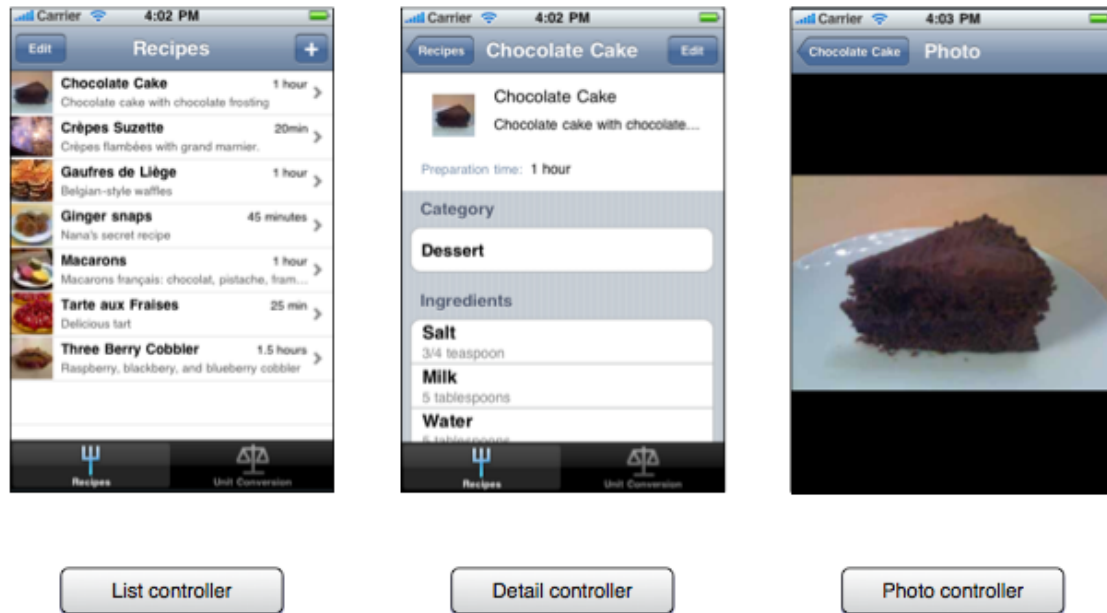 Carrier 4:02 PM
Edit Recipes +
Chocolate Cake 1 hour
Chocolate cake with chocolate frosting
Crèpes Suzette 20min
Crèpes flambées with grand marnier.
Gaufres de Liège 1 hour
Belgian-style waffles
Ginger snaps 45 minutes
Nana's secret recipe
Macarons 1 hour
Macarons français: chocolat, pistache, fram...
Tarte aux Fraises 25 min
Delicious tart
Three Berry Cobbler 1.5 hours
Raspberry, blackbery, and blueberry cobbler
Recipes Unit Conversion
List controller
Carrier 4:02 PM
Recipes Chocolate Cake Edit
Chocolate Cake
Chocolate cake with chocolate...
Preparation time: 1 hour
Category
Dessert
Ingredients
Salt
3/4 teaspoon
Milk
5 tablespoons
Water
5 tablespoons
Recipes Unit Conversion
Detail controller
Carrier 4:03 PM
Chocolate Cake Photo
Photo controller